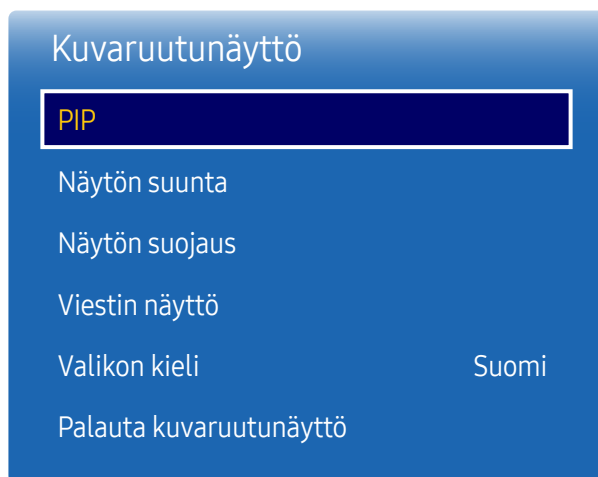 Kuvaruutunäyttö
PIP
Näytön suunta
Näytön suojaus
Viestin näyttö
Valikon kieli Suomi
Palauta kuvaruutunäyttö